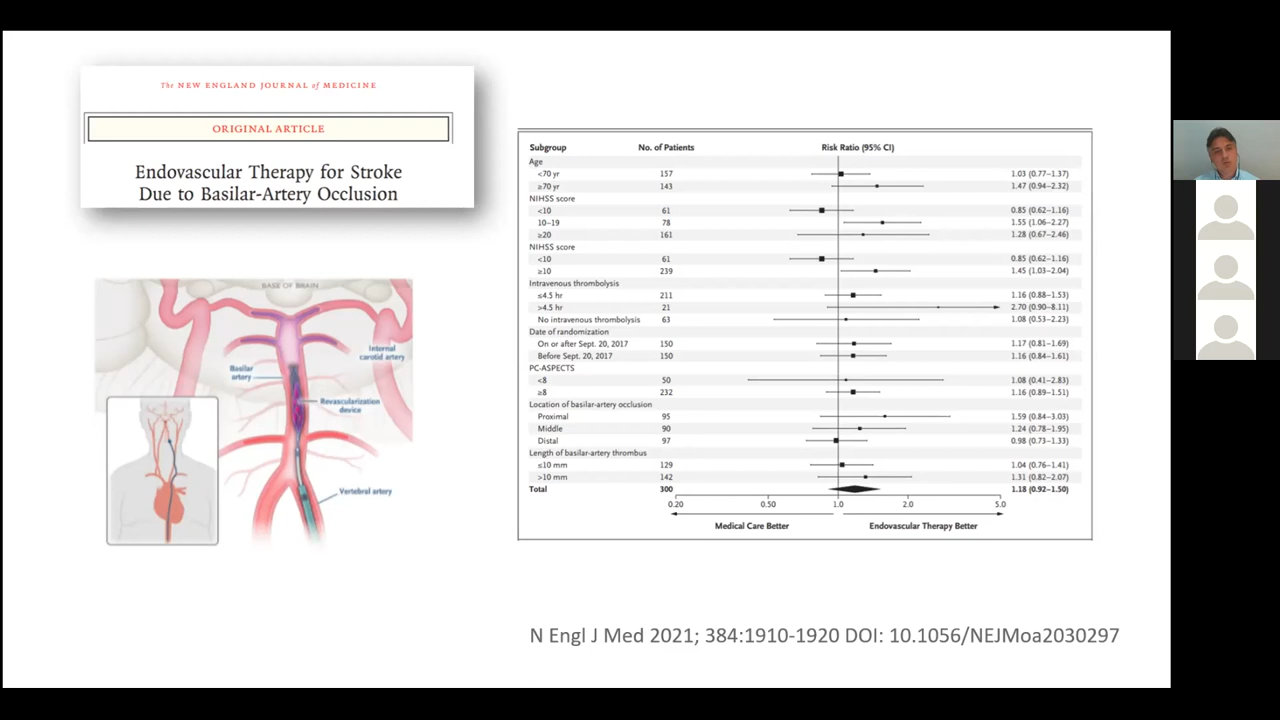 The NEW ENGLAND JOURNAL of MEDICINE
ORIGINAL ARTICLE
Endovascular Therapy for Stroke
Due to Basilar-Artery Occlusion
BASE OF BRAIN
Internal
carotid artery
Basilar
artery
Revascularization
device
Vertebral artery
Subgroup No. of Patients Risk Ratio (95% CI)
Age
<70 yr 157 1.03 (0.77–1.37)
≥70 yr 143 1.47 (0.94–2.32)
NIHSS score
<10 61 0.85 (0.62–1.16)
10–19 78 1.55 (1.06–2.27)
≥20 161 1.28 (0.67–2.46)
NIHSS score
<10 61 0.85 (0.62–1.16)
≥10 239 1.45 (1.03–2.04)
Intravenous thrombolysis
≤4.5 hr 211 1.16 (0.88–1.53)
>4.5 hr 21 2.70 (0.90–8.11)
No intravenous thrombolysis 63 1.08 (0.53–2.23)
Date of randomization
On or after Sept. 20, 2017 150 1.17 (0.81–1.69)
Before Sept. 20, 2017 150 1.16 (0.84–1.61)
PC-ASPECTS
<8 50 1.08 (0.41–2.83)
≥8 232 1.16 (0.89–1.51)
Location of basilar-artery occlusion
Proximal 95 1.59 (0.84–3.03)
Middle 90 1.24 (0.78–1.95)
Distal 97 0.98 (0.73–1.33)
Length of basilar-artery thrombus
≤10 mm 129 1.04 (0.76–1.41)
>10 mm 142 1.31 (0.82–2.07)
Total 300 1.18 (0.92–1.50)
0.20 0.50 1.0 2.0 5.0
Medical Care Better Endovascular Therapy Better
N Engl J Med 2021; 384:1910-1920 DOI: 10.1056/NEJMoa2030297